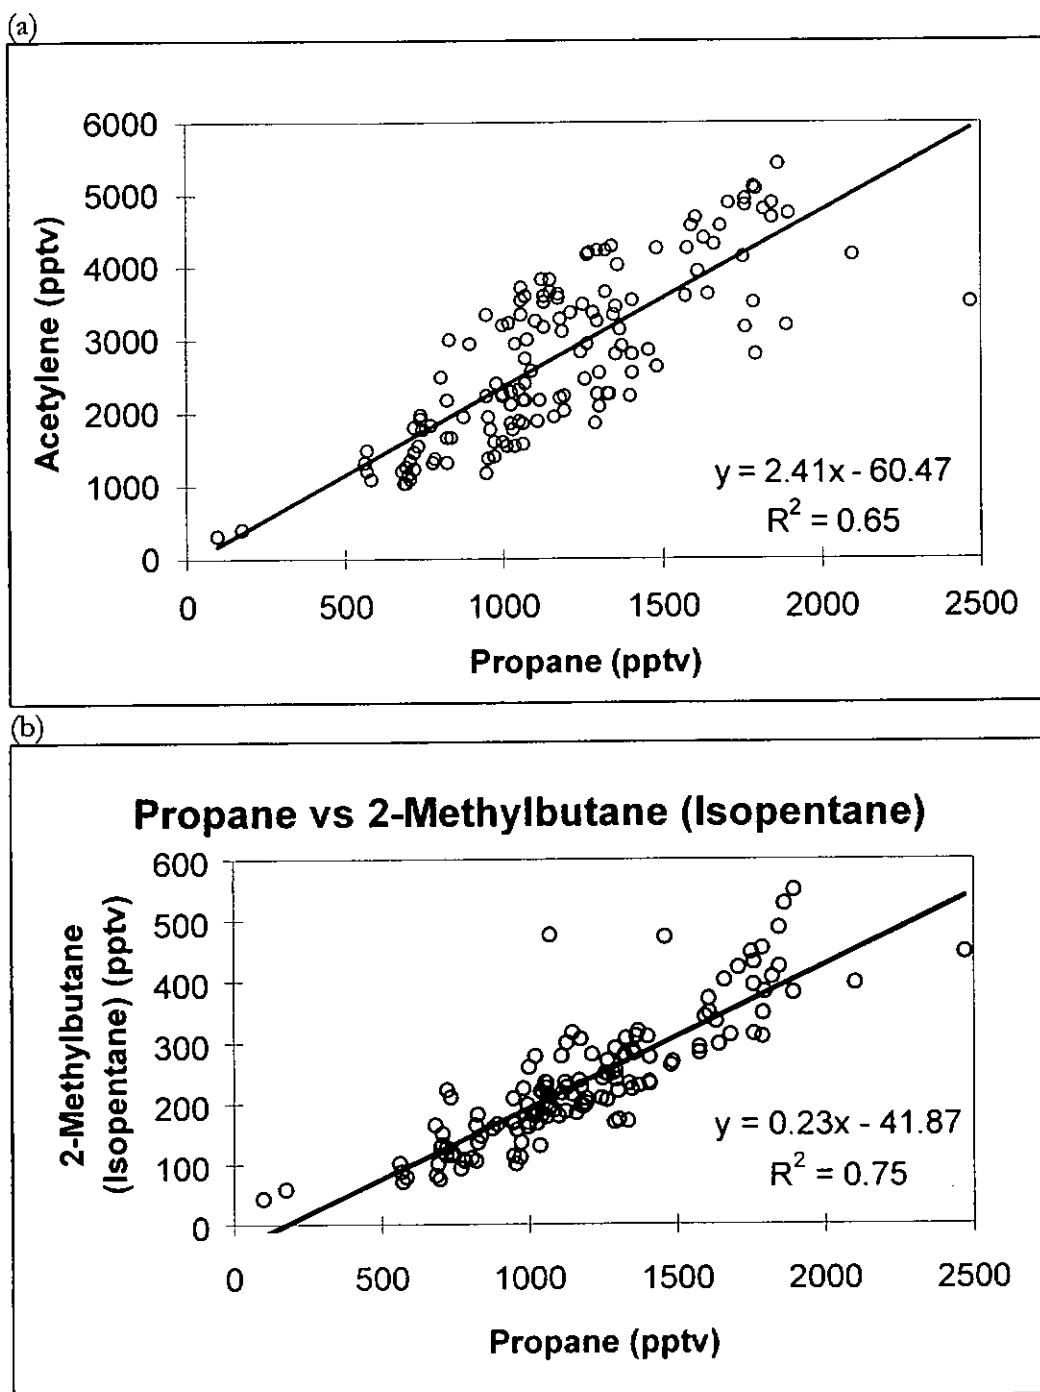 (a)
6000
5000
4000
3000
2000
1000
0
Acetylene (pptv)
y = 2.41x - 60.47
R² = 0.65
0 500 1000 1500 2000 2500
Propane (pptv)
(b)
Propane vs 2-Methylbutane (Isopentane)
600
500
400
300
200
100
0
2-Methylbutane
(Isopentane) (pptv)
y = 0.23x - 41.87
R² = 0.75
0 500 1000 1500 2000 2500
Propane (pptv)